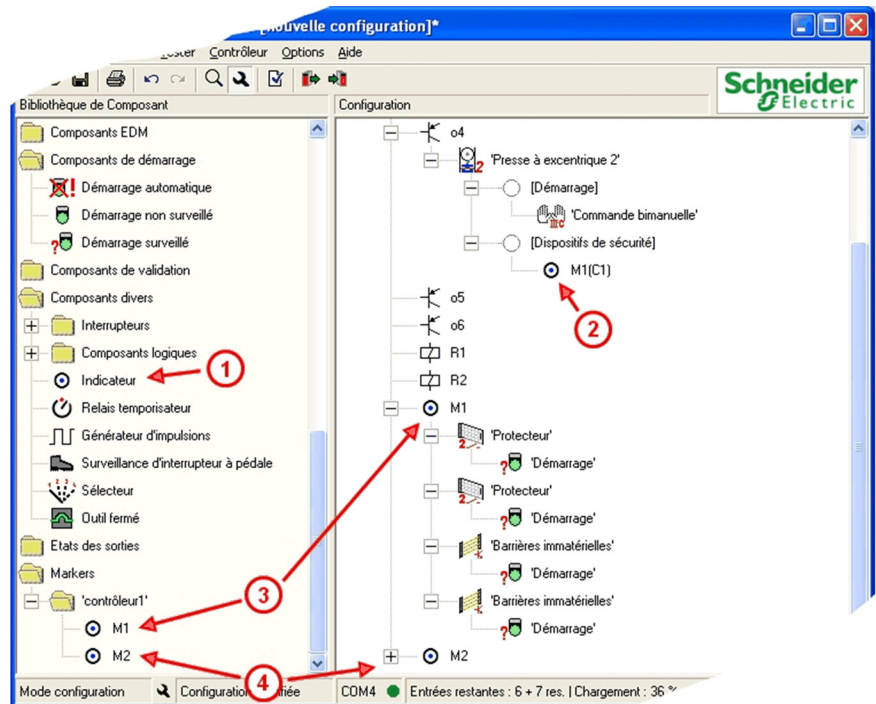 nouvelle configuration]*
Contrôleur Options Aide
Schneider
Electric
Bibliothèque de Composant
Composants EDM
Composants de démarrage
Démarrage automatique
Démarrage non surveillé
? Démarrage surveillé
Composants de validation
Composants divers
Interrupteurs
Composants logiques
1
Indicateur
Relais temporisateur
Générateur d'impulsions
Surveillance d'interrupteur à pédale
Sélecteur
Outil fermé
Etats des sorties
Markers
'contrôleur1'
3
M1
M2
4
Configuration
o4
2 'Presse à excentrique 2'
[Démarrage]
IIIC 'Commande bimanuelle'
[Dispositifs de sécurité]
M1(C1)
2
o5
o6
R1
R2
M1
2 'Protecteur'
? 'Démarrage'
2 'Protecteur'
? 'Démarrage'
'Barrières immatérielles'
? 'Démarrage'
'Barrières immatérielles'
? 'Démarrage'
M2
Mode configuration
Configuration
COM4
Entrées restantes : 6 + 7 res. | Chargement : 36 %